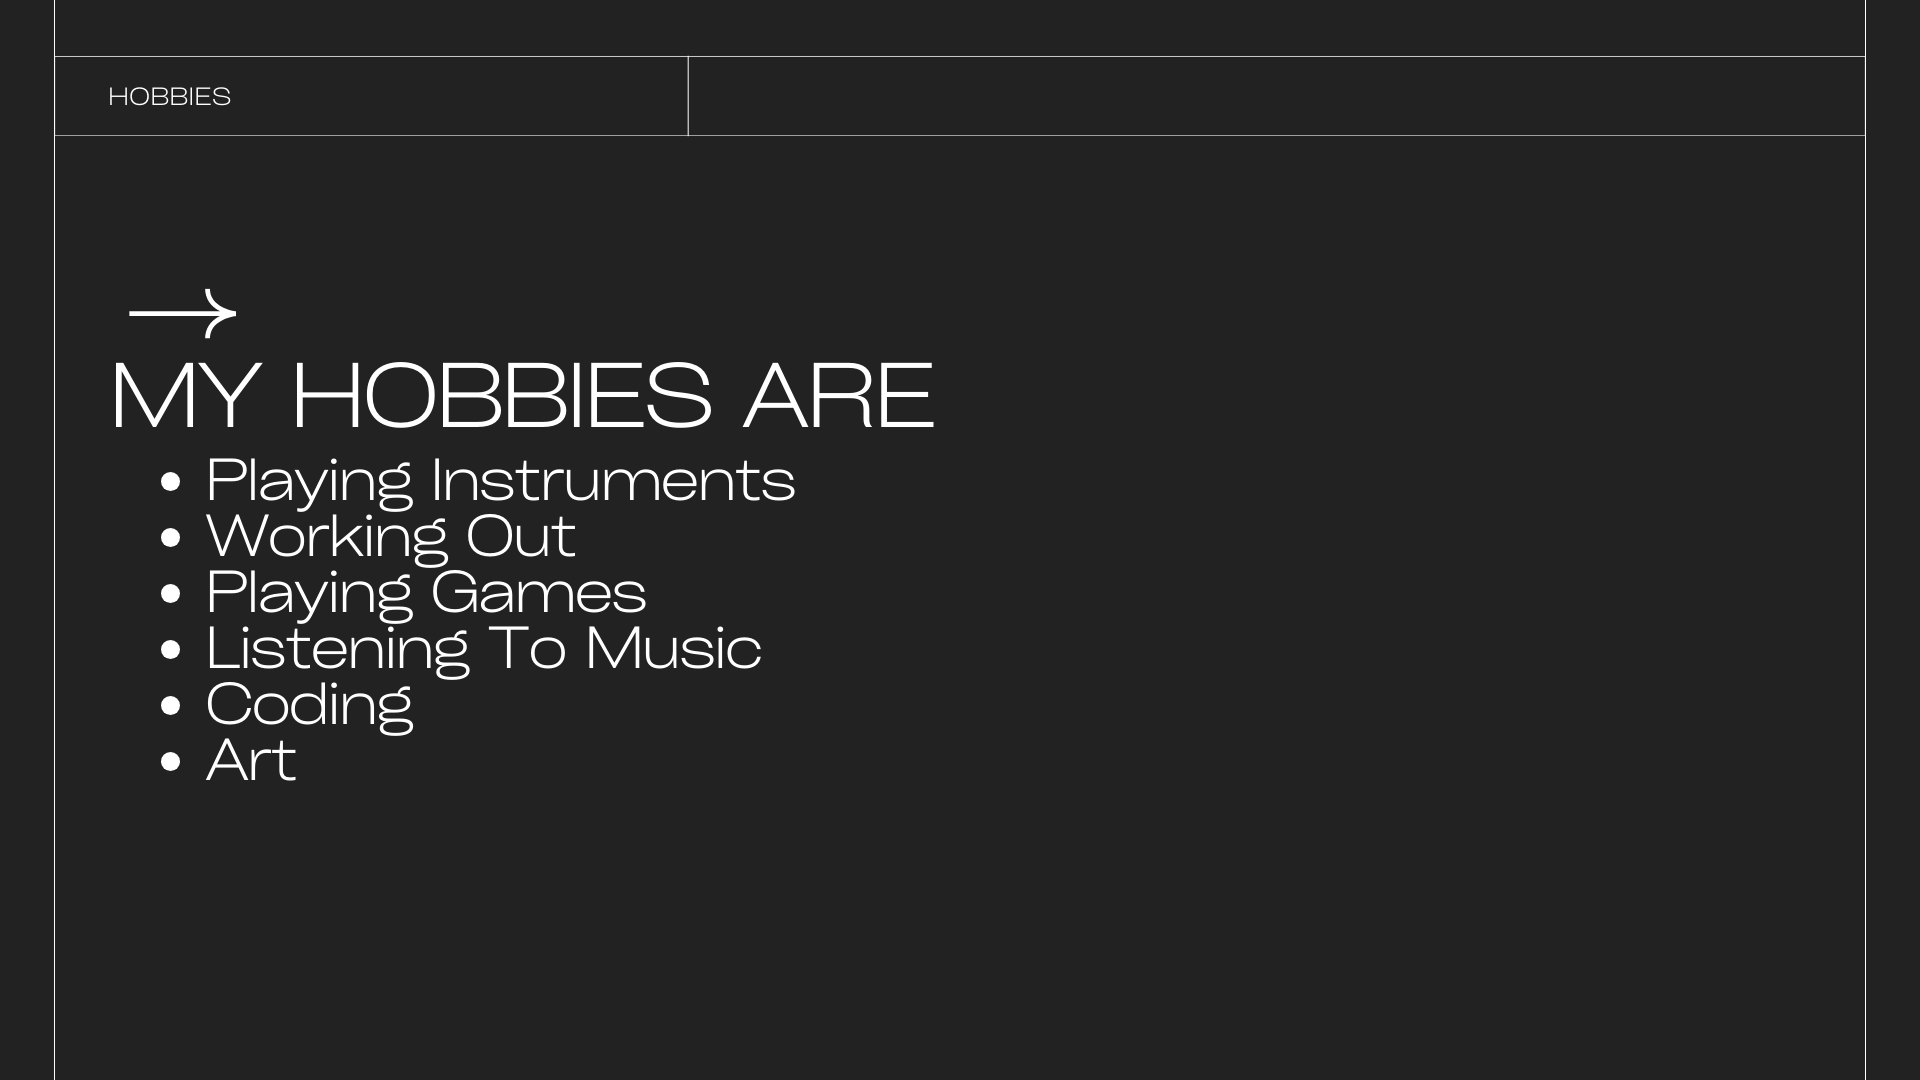 HOBBIES
MY HOBBIES ARE
Playing Instruments
Working Out
Playing Games
Listening To Music
Coding
Art